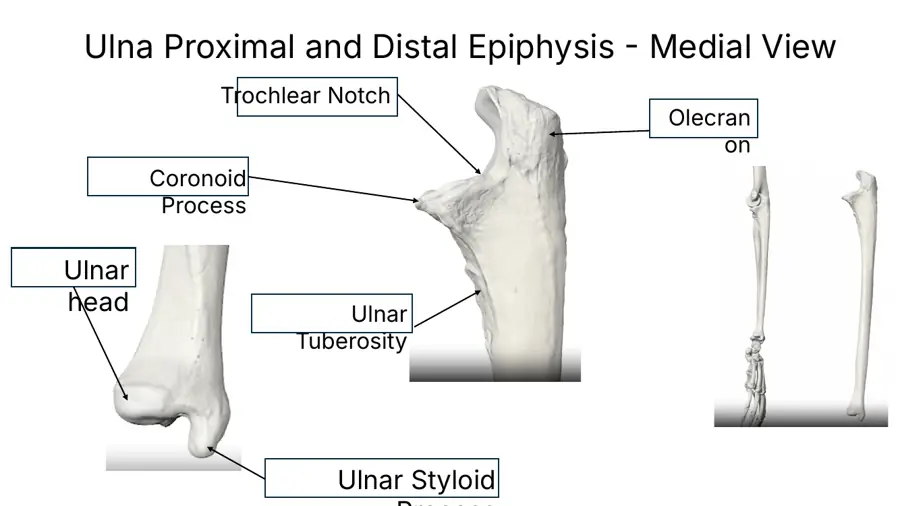 Ulna Proximal and Distal Epiphysis - Medial View
Trochlear Notch
Olecran
on
Coronoid
Process
Ulnar
head
Ulnar
Tuberosity
Ulnar Styloid